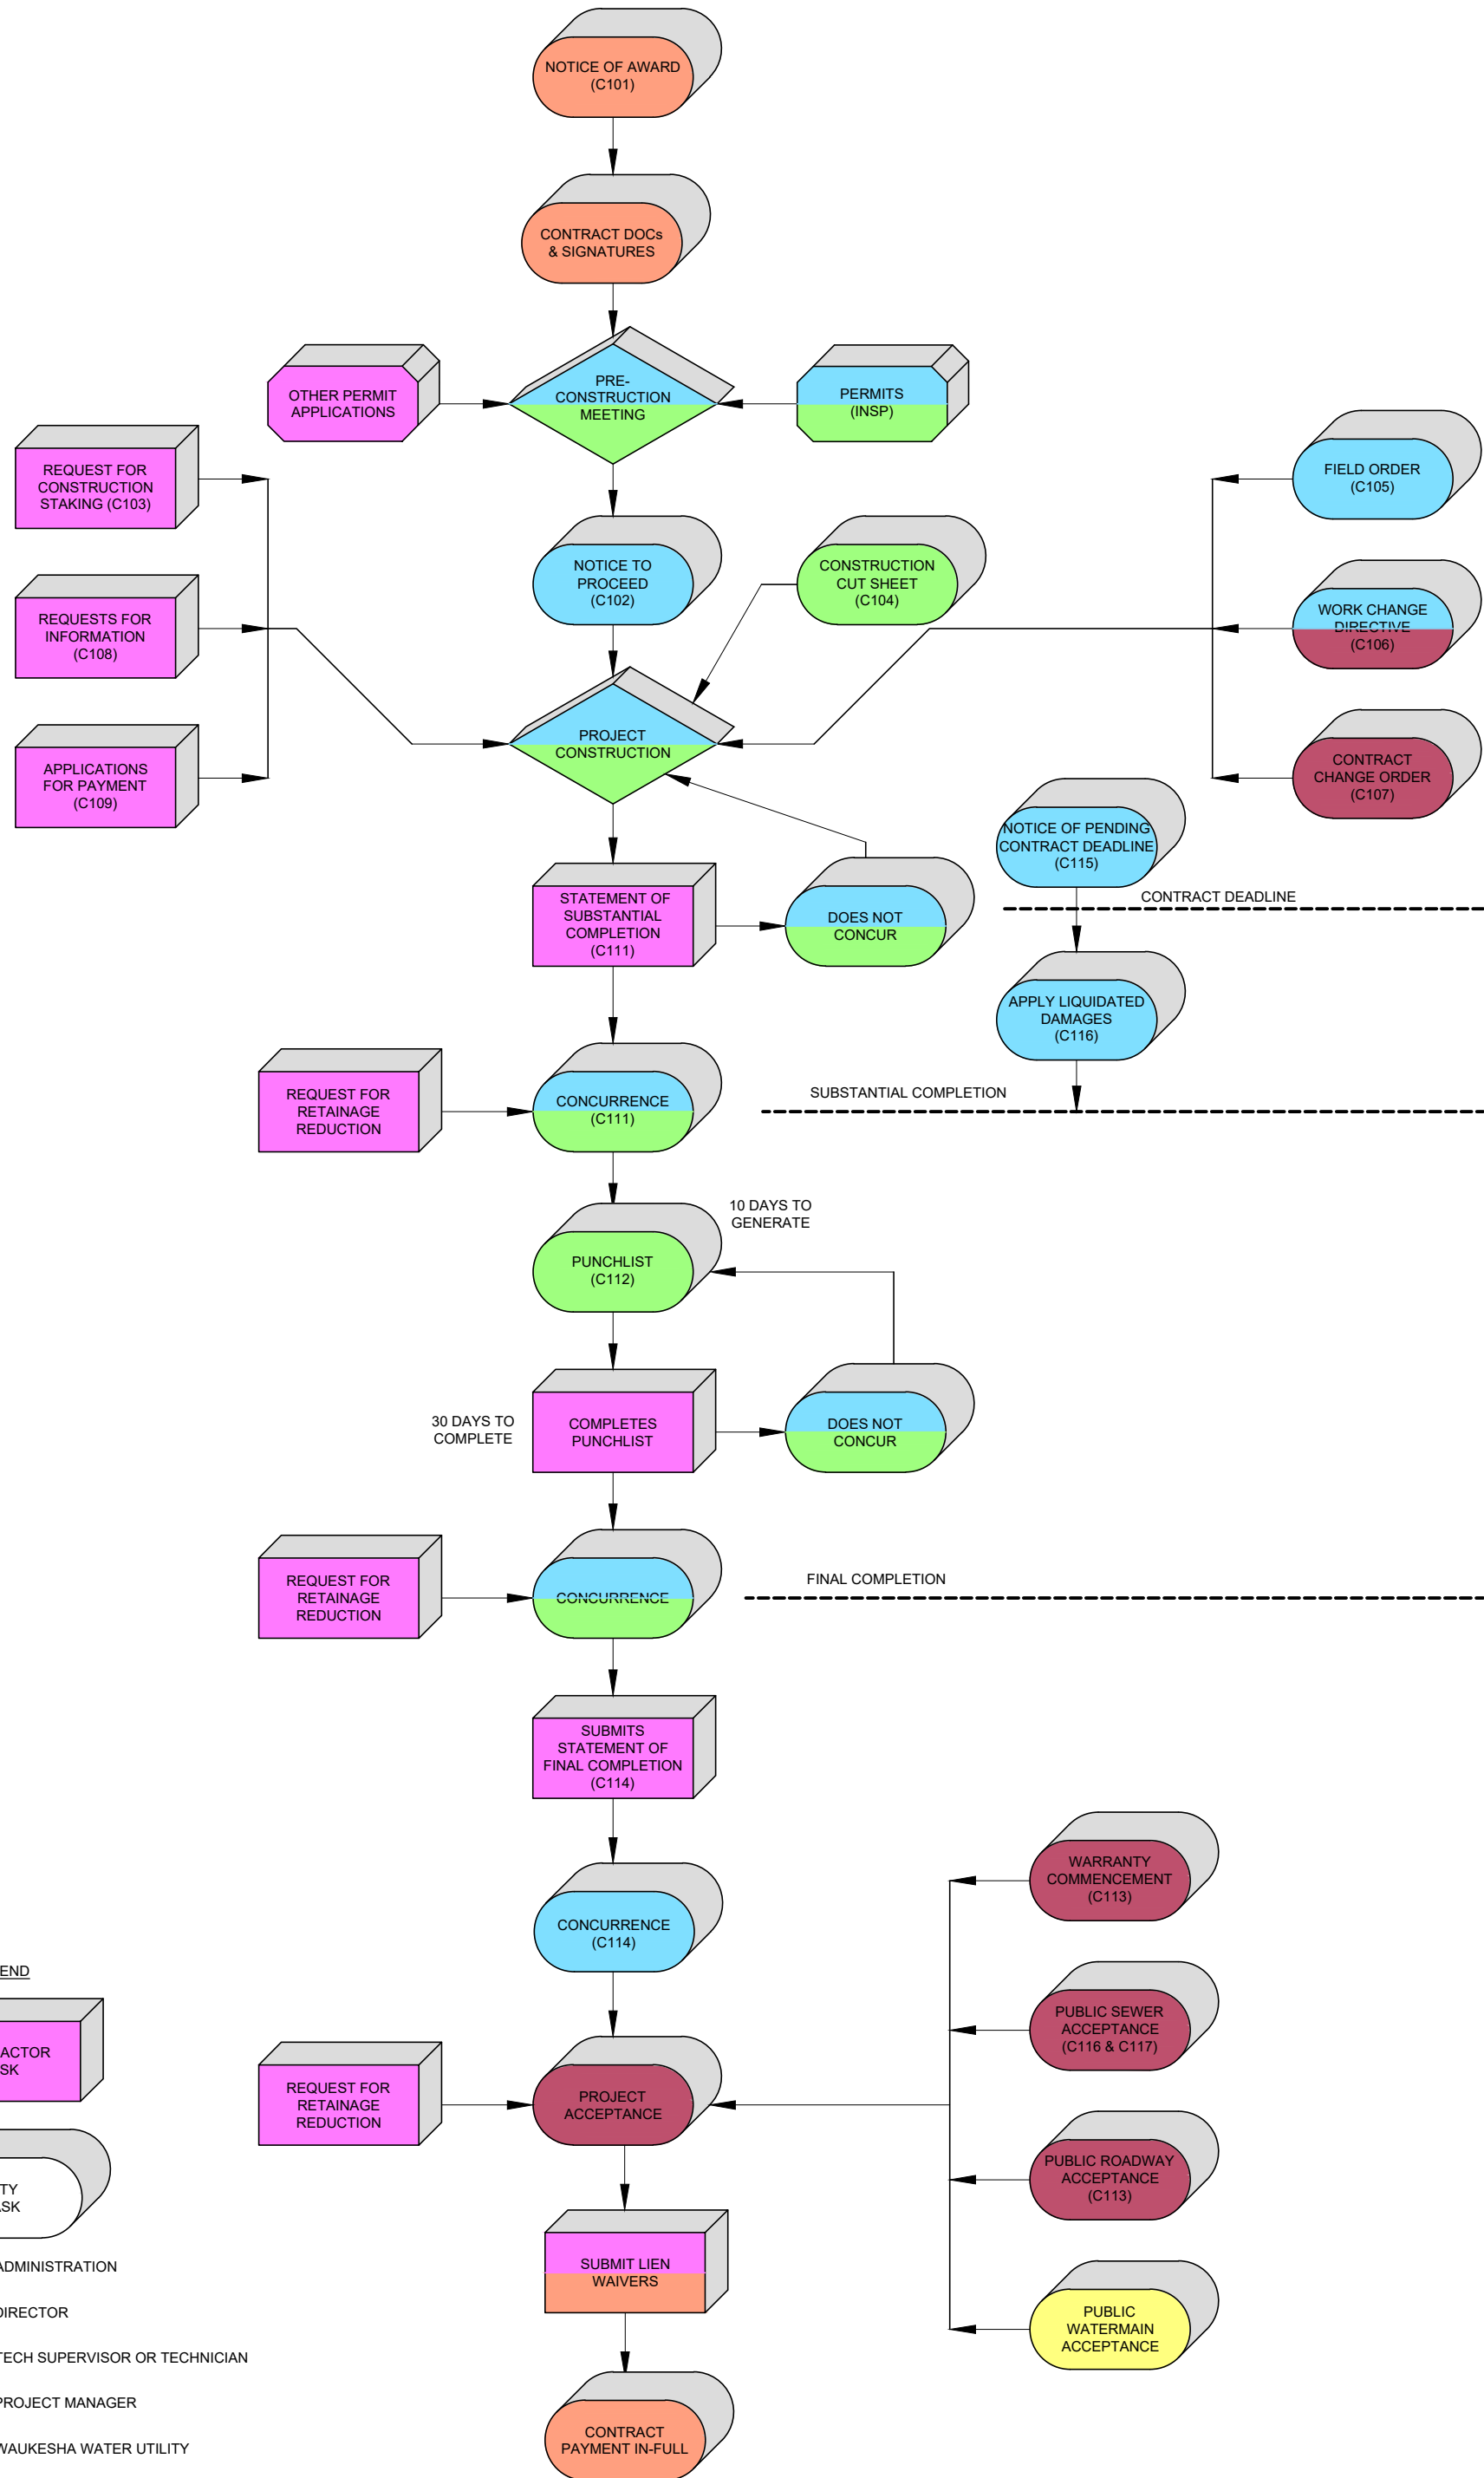 NOTICE OF AWARD
(C101)
CONTRACT DOCs
& SIGNATURES
OTHER PERMIT
APPLICATIONS
PRE-
CONSTRUCTION
MEETING
PERMITS
(INSP)
REQUEST FOR
CONSTRUCTION
STAKING (C103)
FIELD ORDER
(C105)
NOTICE TO
PROCEED
(C102)
CONSTRUCTION
CUT SHEET
(C104)
REQUESTS FOR
INFORMATION
(C108)
WORK CHANGE
DIRECTIVE
(C106)
PROJECT
CONSTRUCTION
APPLICATIONS
FOR PAYMENT
(C109)
CONTRACT
CHANGE ORDER
(C107)
NOTICE OF PENDING
CONTRACT DEADLINE
(C115)
CONTRACT DEADLINE
STATEMENT OF
SUBSTANTIAL
COMPLETION
(C111)
DOES NOT
CONCUR
APPLY LIQUIDATED
DAMAGES
(C116)
REQUEST FOR
RETAINAGE
REDUCTION
CONCURRENCE
(C111)
SUBSTANTIAL COMPLETION
10 DAYS TO
GENERATE
PUNCHLIST
(C112)
30 DAYS TO
COMPLETE
COMPLETES
PUNCHLIST
DOES NOT
CONCUR
REQUEST FOR
RETAINAGE
REDUCTION
CONCURRENCE
FINAL COMPLETION
SUBMITS
STATEMENT OF
FINAL COMPLETION
(C114)
WARRANTY
COMMENCEMENT
(C113)
CONCURRENCE
(C114)
PUBLIC SEWER
ACCEPTANCE
(C116 & C117)
REQUEST FOR
RETAINAGE
REDUCTION
PROJECT
ACCEPTANCE
PUBLIC ROADWAY
ACCEPTANCE
(C113)
SUBMIT LIEN
WAIVERS
PUBLIC
WATERMAIN
ACCEPTANCE
CONTRACT
PAYMENT IN-FULL
END
ACTOR
SK
TY
ASK
ADMINISTRATION
DIRECTOR
TECH SUPERVISOR OR TECHNICIAN
PROJECT MANAGER
WAUKESHA WATER UTILITY